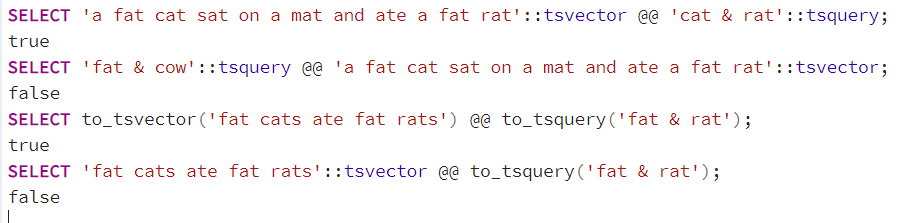 SELECT 'a fat cat sat on a mat and ate a fat rat'::tsvector @@ 'cat & rat'::tsquery;
true
SELECT 'fat & cow'::tsquery @@ 'a fat cat sat on a mat and ate a fat rat'::tsvector;
false
SELECT to_tsvector('fat cats ate fat rats') @@ to_tsquery('fat & rat');
true
SELECT 'fat cats ate fat rats'::tsvector @@ to_tsquery('fat & rat');
false